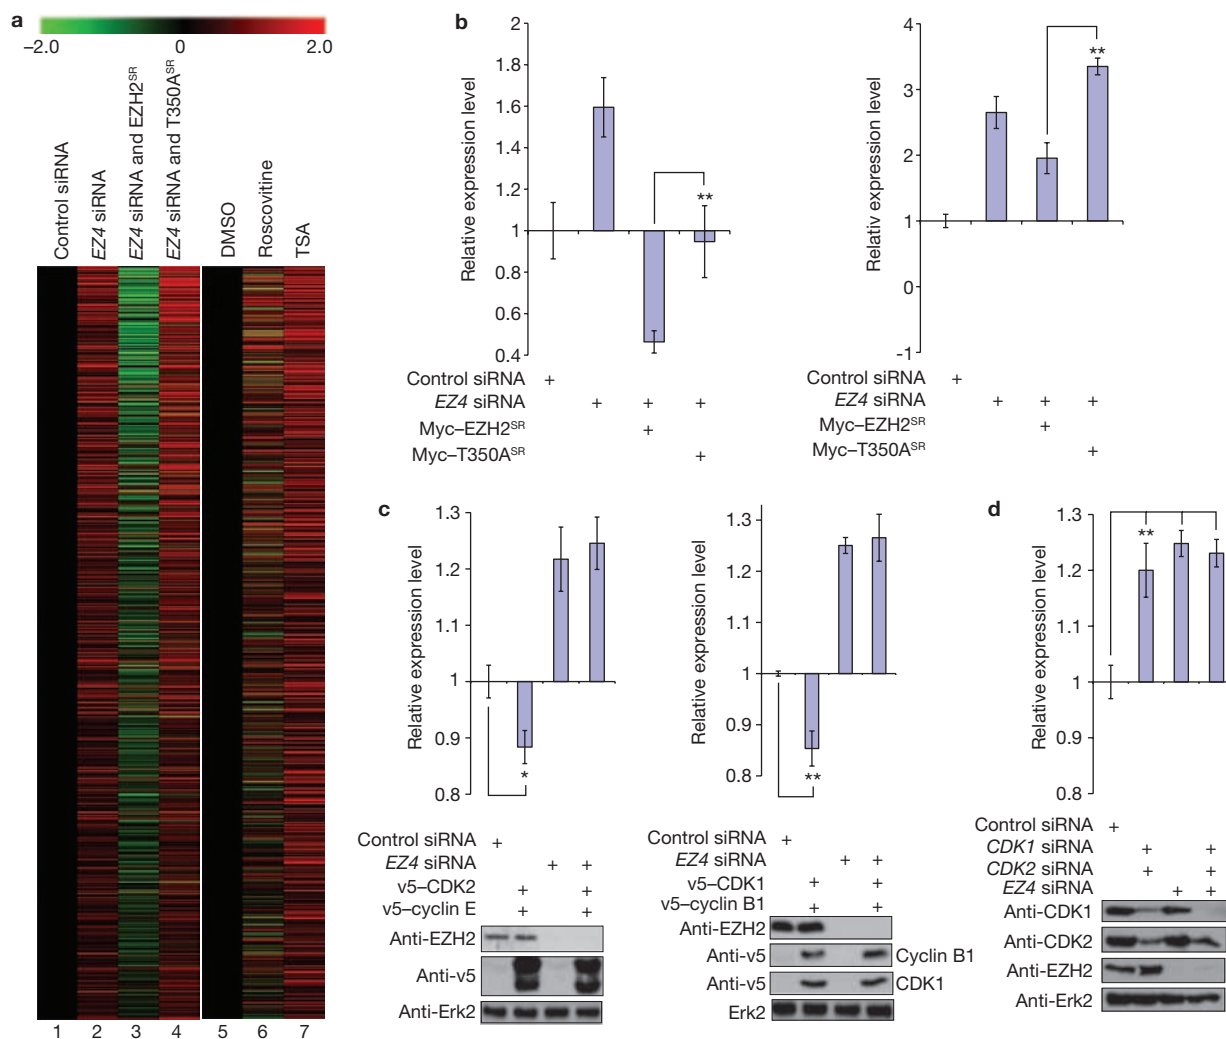 a
–2.0 0 2.0
Control siRNA
EZ4 siRNA
EZ4 siRNA and EZH2SR
EZ4 siRNA and T350ASR
DMSO
Roscovitine
TSA
1 2 3 4 5 6 7
b
Relative expression level
2
1.8
1.6
1.4
1.2
1
0.8
0.6
0.4
**
Control siRNA +
EZ4 siRNA + + +
Myc–EZH2SR +
Myc–T350ASR +
Relativ expression level
4
3
2
1
0
-1
**
Control siRNA +
EZ4 siRNA + + +
Myc–EZH2SR +
Myc–T350ASR +
c
Relative expression level
1.3
1.2
1.1
1
0.9
0.8
*
Control siRNA +
EZ4 siRNA + +
v5–CDK2 + +
v5–cyclin E + +
Anti-EZH2
Anti-v5
Anti-Erk2
Relative expression level
1.3
1.2
1.1
1
0.9
0.8
**
Control siRNA +
EZ4 siRNA + +
v5–CDK1 + +
v5–cyclin B1 + +
Anti-EZH2
Anti-v5 Cyclin B1
Anti-v5 CDK1
Erk2
d
Relative expression level
1.3
1.2
1.1
1
0.9
0.8
**
Control siRNA +
CDK1 siRNA + +
CDK2 siRNA + +
EZ4 siRNA + +
Anti-CDK1
Anti-CDK2
Anti-EZH2
Anti-Erk2